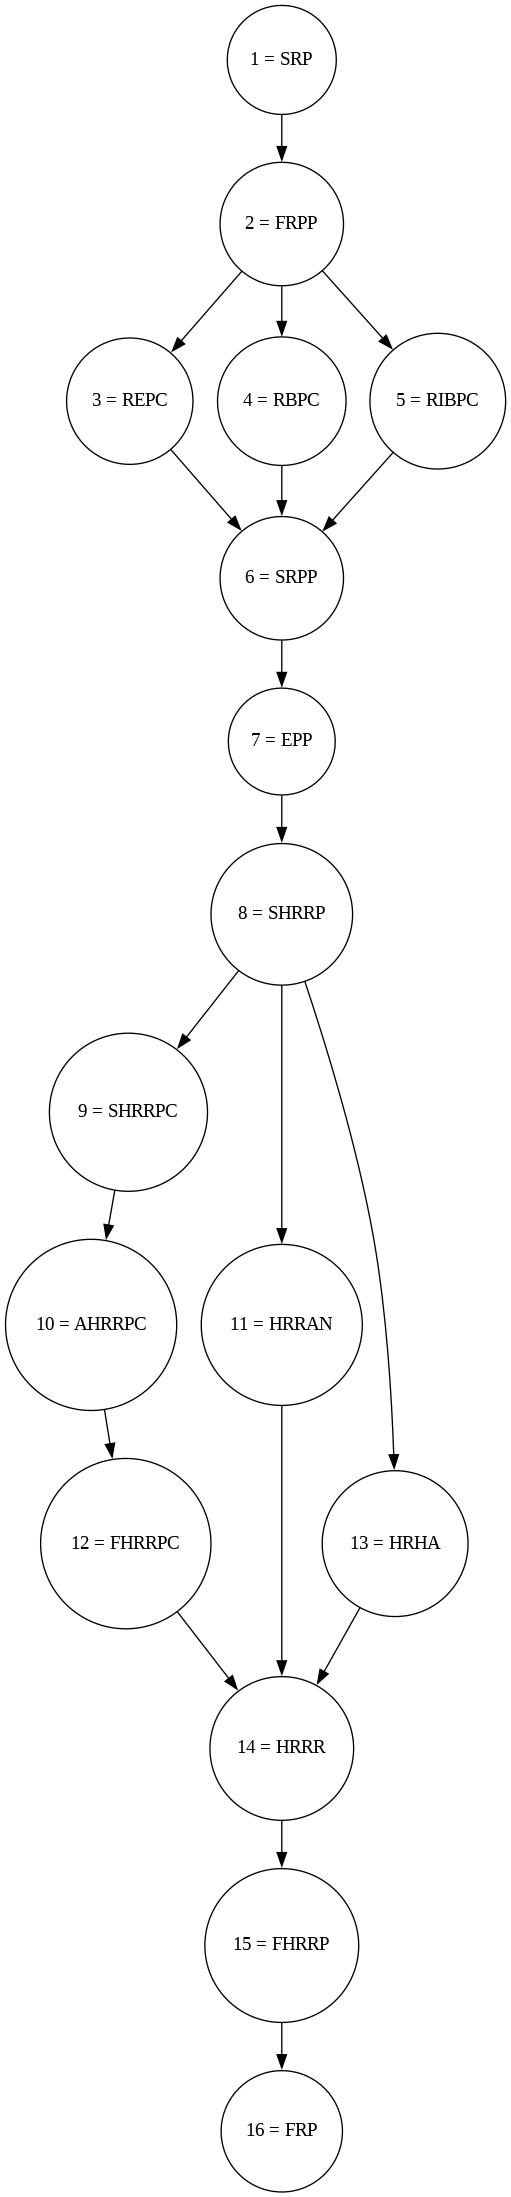 1 = SRP
2 = FRPP
3 = REPC
4 = RBPC
5 = RIBPC
6 = SRPP
7 = EPP
8 = SHRRP
9 = SHRRPC
10 = AHRRPC
11 = HRRAN
12 = FHRRPC
13 = HRHA
14 = HRRR
15 = FHRRP
16 = FRP